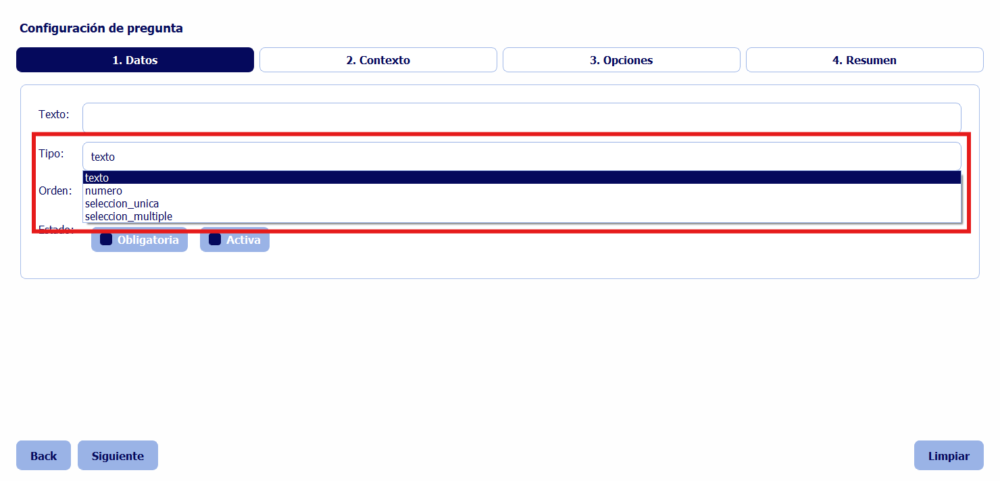 Configuración de pregunta
1. Datos
2. Contexto
3. Opciones
4. Resumen
Texto:
Tipo:
texto
texto
Orden:
numero
seleccion_unica
seleccion_multiple
Estado:
Obligatoria
Activa
Back
Siguiente
Limpiar